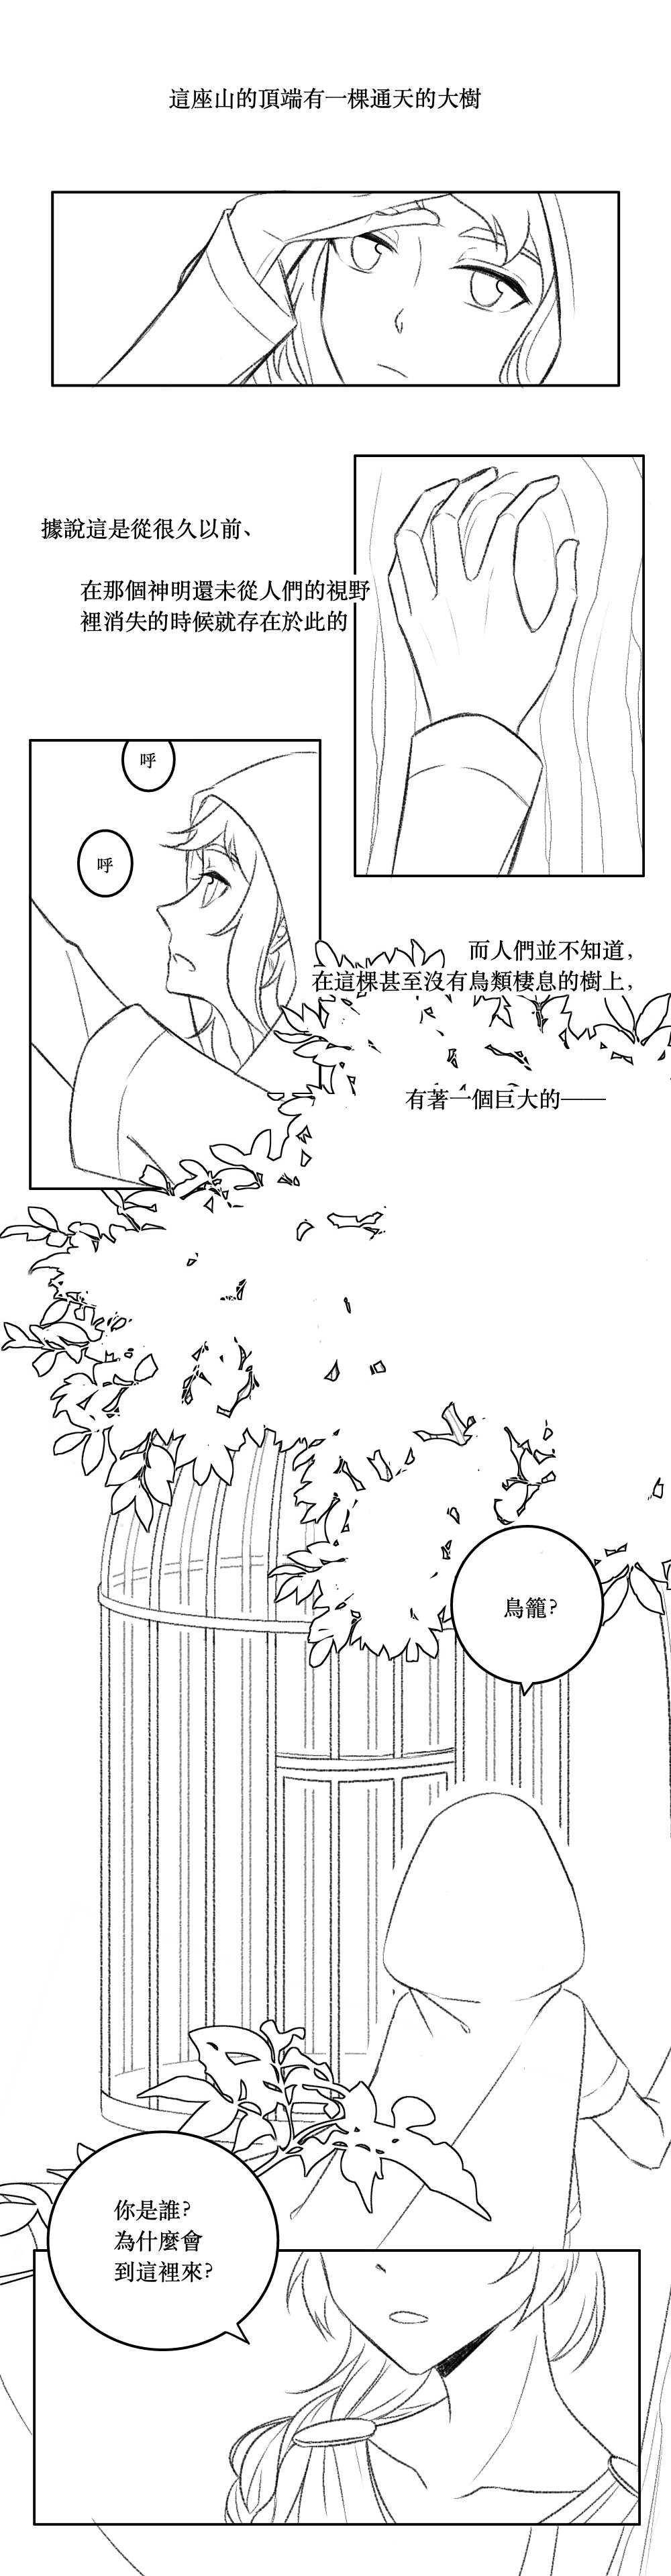 這座山的頂端有一棵通天的大樹
據說這是從很久以前、
在那個神明還未從人們的視野
裡消失的時候就存在於此的
呼
呼
而人們並不知道，
在這棵甚至沒有鳥類棲息的樹上，
有著一個巨大的——
鳥籠?
你是誰?
為什麼會
到這裡來?